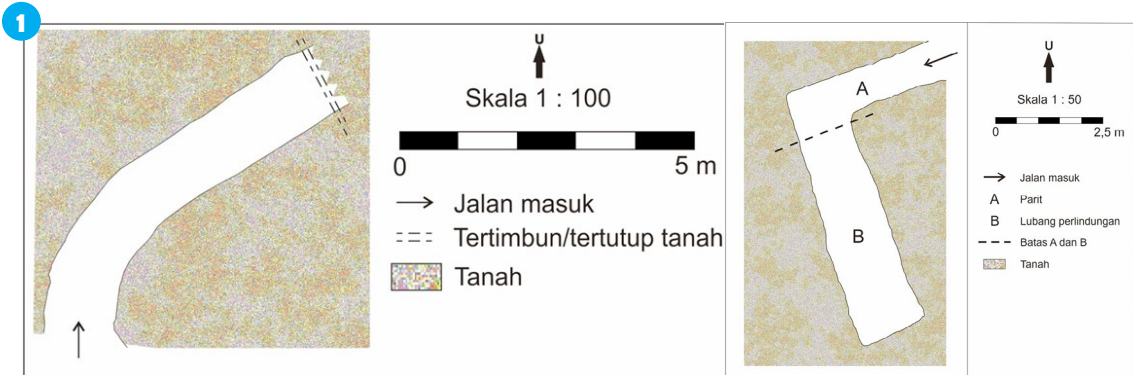 1
U
Skala 1 : 100
0 5 m
Jalan masuk
Tertimbun/tertutup tanah
Tanah
A
B
U
Skala 1 : 50
0 2,5 m
Jalan masuk
A Parit
B Lubang perlindungan
Batas A dan B
Tanah